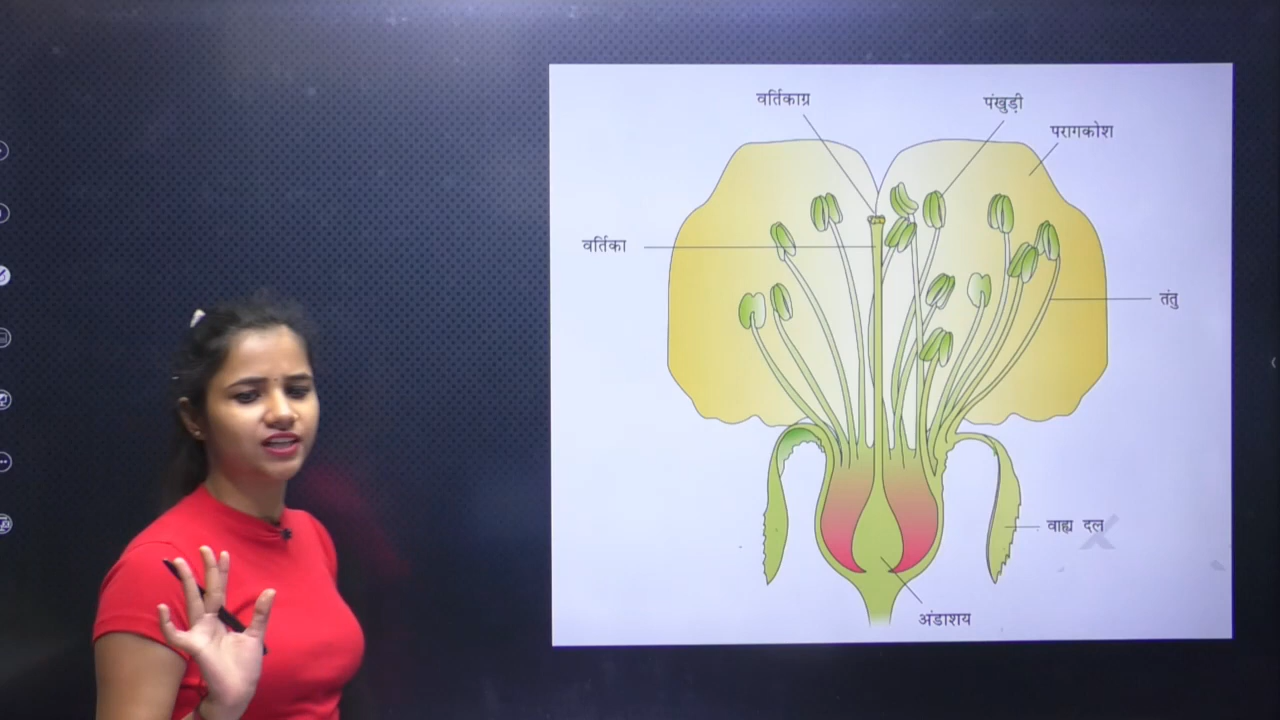 वर्तिकाग्र
पंखुड़ी
परागकोश
वर्तिका
तंतु
वाह्य दल
अंडाशय